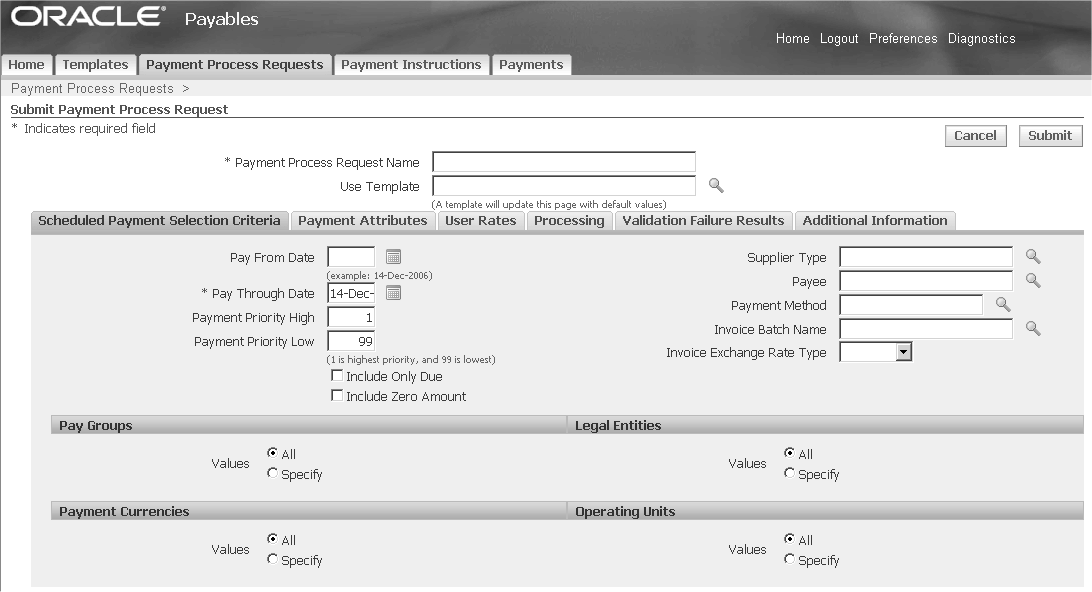 ORACLE® Payables
Home Logout Preferences Diagnostics
Home Templates Payment Process Requests Payment Instructions Payments
Payment Process Requests >
Submit Payment Process Request
* Indicates required field
Cancel Submit
* Payment Process Request Name
Use Template
(A template will update this page with default values)
Scheduled Payment Selection Criteria Payment Attributes User Rates Processing Validation Failure Results Additional Information
Pay From Date
(example: 14-Dec-2006)
* Pay Through Date 14-Dec-
Payment Priority High 1
Payment Priority Low 99
(1 is highest priority, and 99 is lowest)
Include Only Due
Include Zero Amount
Supplier Type
Payee
Payment Method
Invoice Batch Name
Invoice Exchange Rate Type
Pay Groups
Values All
Specify
Legal Entities
Values All
Specify
Payment Currencies
Values All
Specify
Operating Units
Values All
Specify